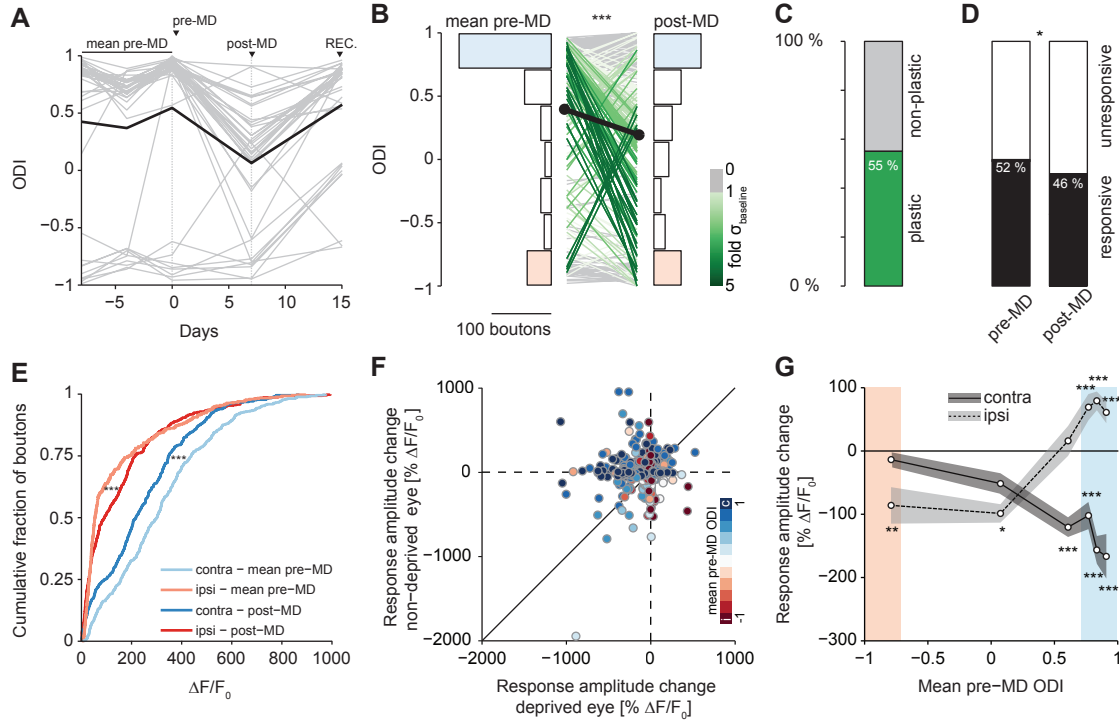 A
pre-MD
mean pre-MD
post-MD
REC.
1
0.5
0
0.5
−1
ODI
−5
0
5
10
15
Days
B
mean pre-MD
***
post-MD
1
0.5
0
−0.5
−1
ODI
100 boutons
0
1
5
fold σbaseline
C
100 %
0 %
non-plastic
plastic
55 %
D
*
52 %
46 %
unresponsive
responsive
pre-MD
post-MD
E
1
0.75
0.5
0.25
0
Cumulative fraction of boutons
***
***
contra − mean pre−MD
ipsi − mean pre−MD
contra − post−MD
ipsi − post−MD
0
200
400
600
800
1000
ΔF/F0
F
1000
0
−1000
−2000
Response amplitude change
non-deprived eye [% ΔF/F0]
mean pre-MD ODI
c
1
i
-1
−2000
−1000
0
1000
Response amplitude change
deprived eye [% ΔF/F0]
G
100
0
−100
−200
−300
Response amplitude change
[% ΔF/F0]
contra
ipsi
***
***
***
**
*
***
***
***
***
−1
−0.5
0
0.5
1
Mean pre-MD ODI